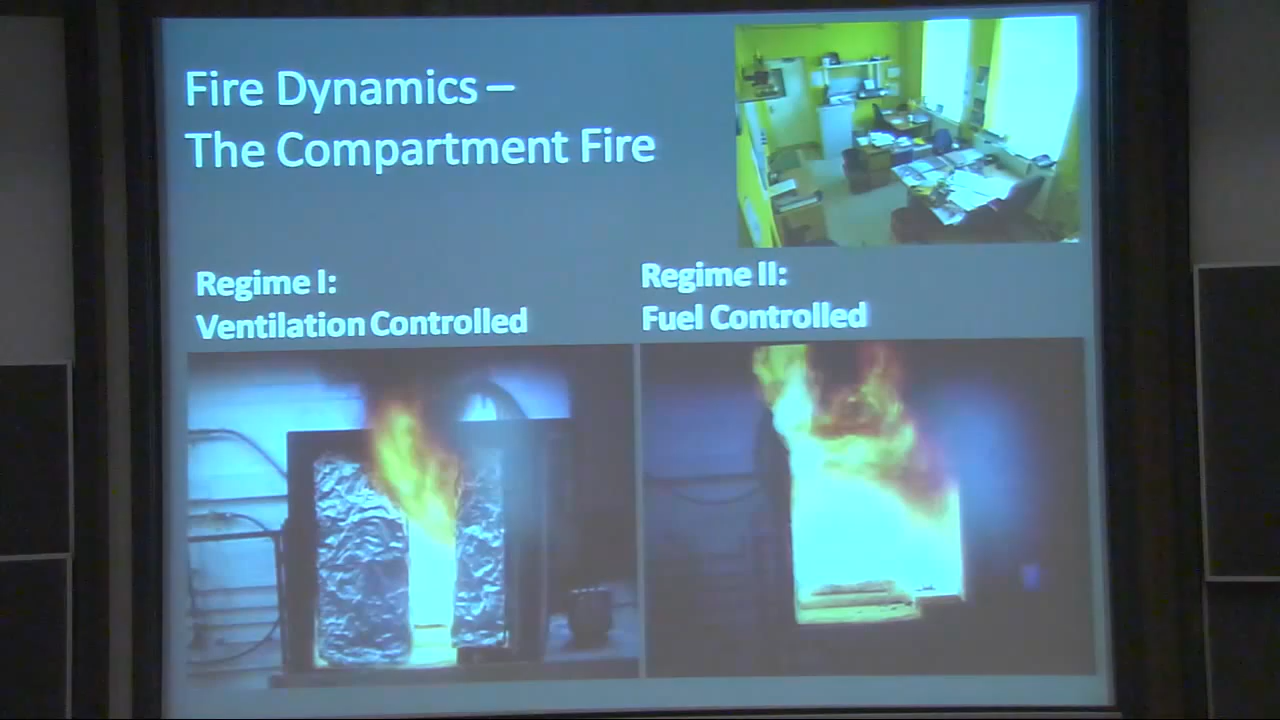 Fire Dynamics –
The Compartment Fire
Regime I:
Ventilation Controlled
Regime II:
Fuel Controlled